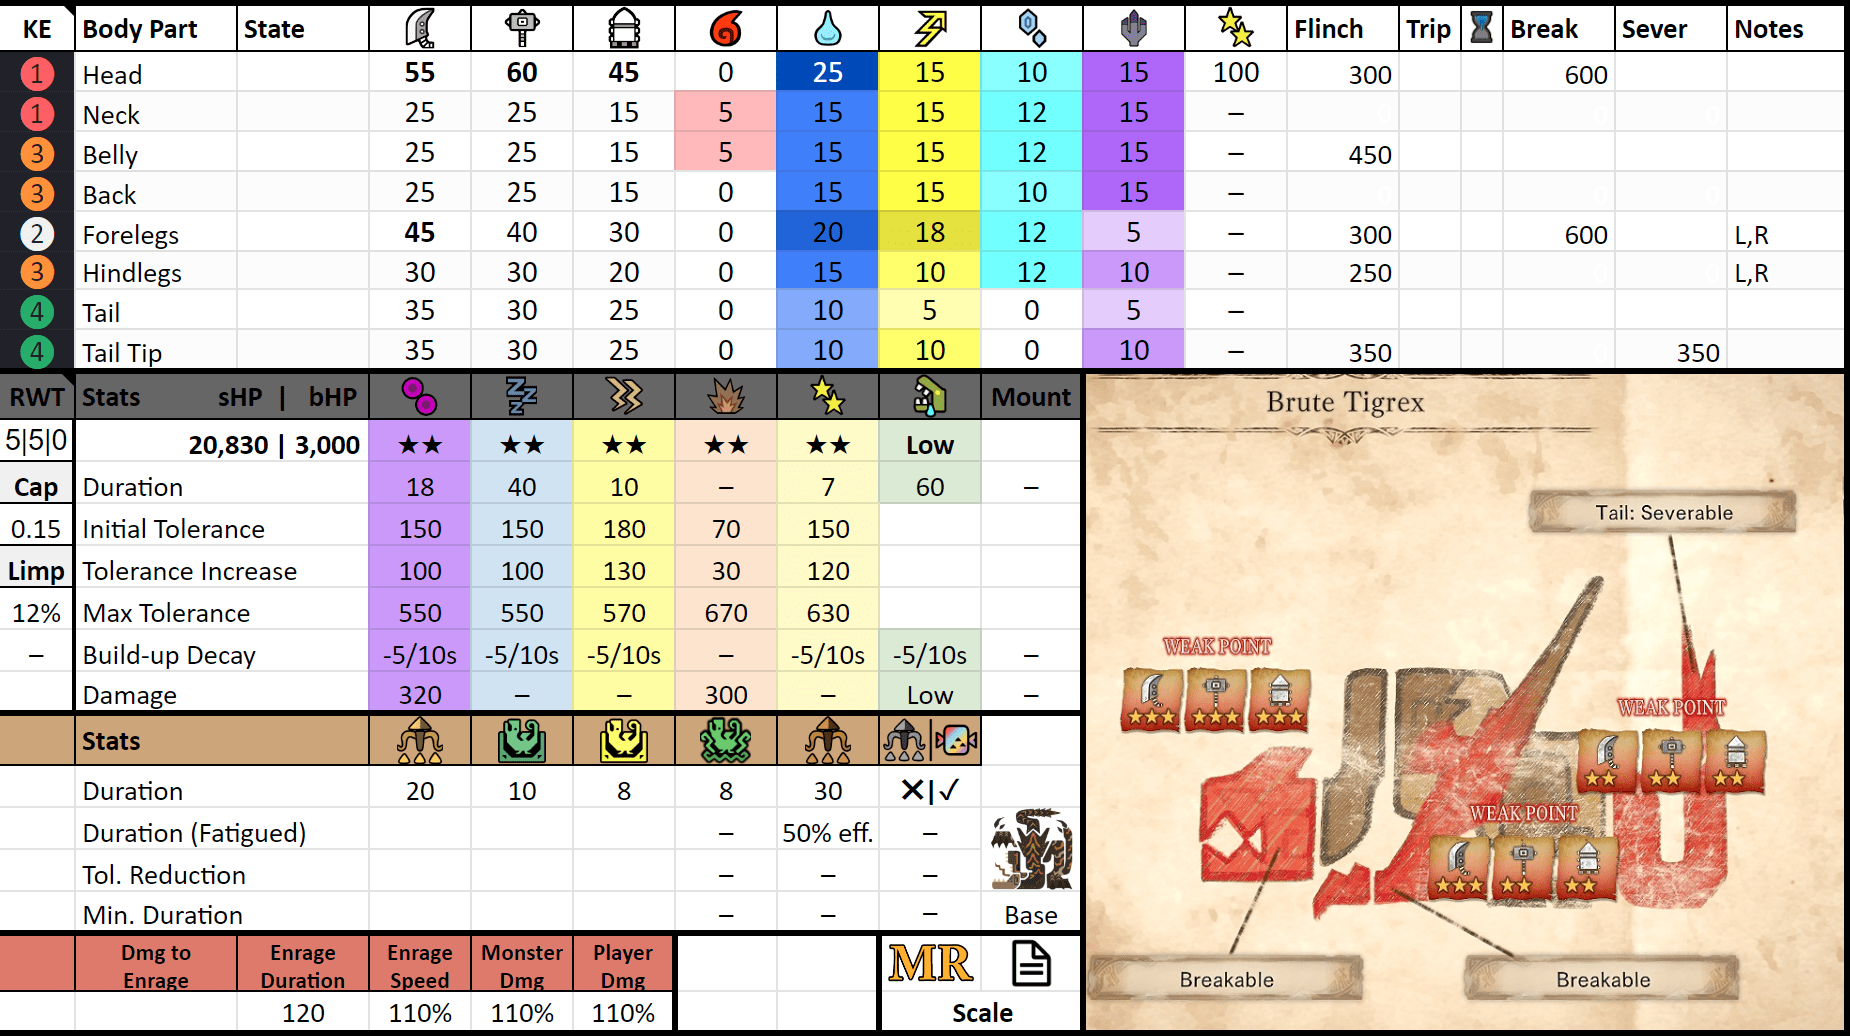 KE Body Part State Flinch Trip Break Sever Notes
1 Head 55 60 45 0 25 15 10 15 100 300 600
1 Neck 25 25 15 5 15 15 12 15 – 0 0 0
3 Belly 25 25 15 5 15 15 12 15 – 450
3 Back 25 25 15 0 15 15 10 15 – 0 0 0
2 Forelegs 45 40 30 0 20 18 12 5 – 300 600 L,R
3 Hindlegs 30 30 20 0 15 10 12 10 – 250 0 0 L,R
4 Tail 35 30 25 0 10 5 0 5 –
4 Tail Tip 35 30 25 0 10 10 0 10 – 350 0 350
RWT Stats sHP | bHP Mount
5|5|0 20,830 | 3,000 ★★ ★★ ★★ ★★ ★★ Low
Cap Duration 18 40 10 – 7 60 –
0.15 Initial Tolerance 150 150 180 70 150
Limp Tolerance Increase 100 100 130 30 120
12% Max Tolerance 550 550 570 670 630
– Build-up Decay -5/10s -5/10s -5/10s – -5/10s -5/10s –
Damage 320 – – 300 – Low –
Stats
Duration 20 10 8 8 30 ✕|✓
Duration (Fatigued) – 50% eff. –
Tol. Reduction – – –
Min. Duration – – – Base
Dmg to Enrage
Enrage Duration
Enrage Speed
Monster Dmg
Player Dmg
MR
120 110% 110% 110% Scale
Brute Tigrex
Tail: Severable
WEAK POINT
★★★ ★★★ ★★★
WEAK POINT
★★ ★★ ★★
WEAK POINT
★★★ ★★ ★★
Breakable
Breakable